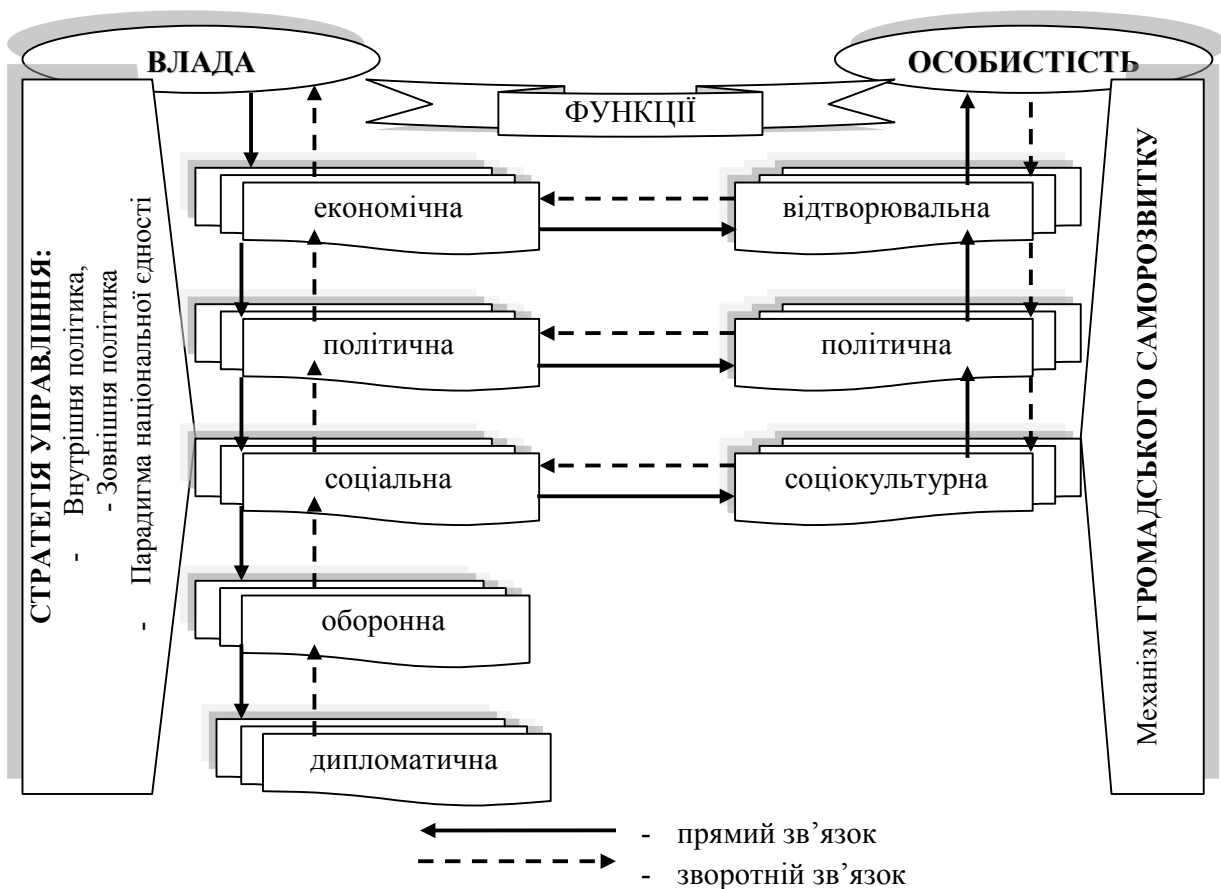 ВЛАДА
ОСОБИСТІСТЬ
ФУНКЦІЇ
СТРАТЕГІЯ УПРАВЛІННЯ:
- Внутрішня політика,
- Зовнішня політика
- Парадигма національної єдності
економічна
відтворювальна
політична
політична
соціальна
соціокультурна
оборонна
дипломатична
Механізм ГРОМАДСЬКОГО САМОРОЗВИТКУ
- прямий зв’язок
- зворотній зв’язок